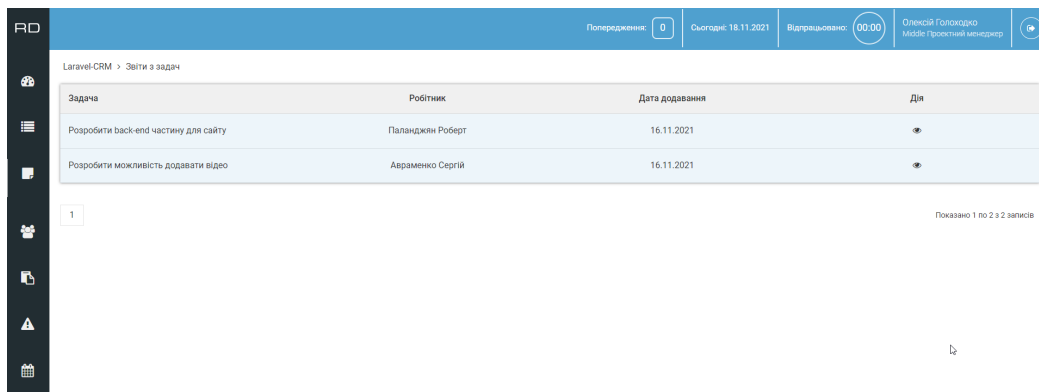 RD
Попередження: 0 Сьогодні: 18.11.2021 Відпрацьовано: 00:00 Олексій Голоходко
Middle Проектний менеджер
Laravel-CRM > Звіти з задач
Задача Робітник Дата додавання Дія
Розробити back-end частину для сайту Паланджян Роберт 16.11.2021
Розробити можливість додавати відео Авраменко Сергій 16.11.2021
1 Показано 1 по 2 з 2 записів